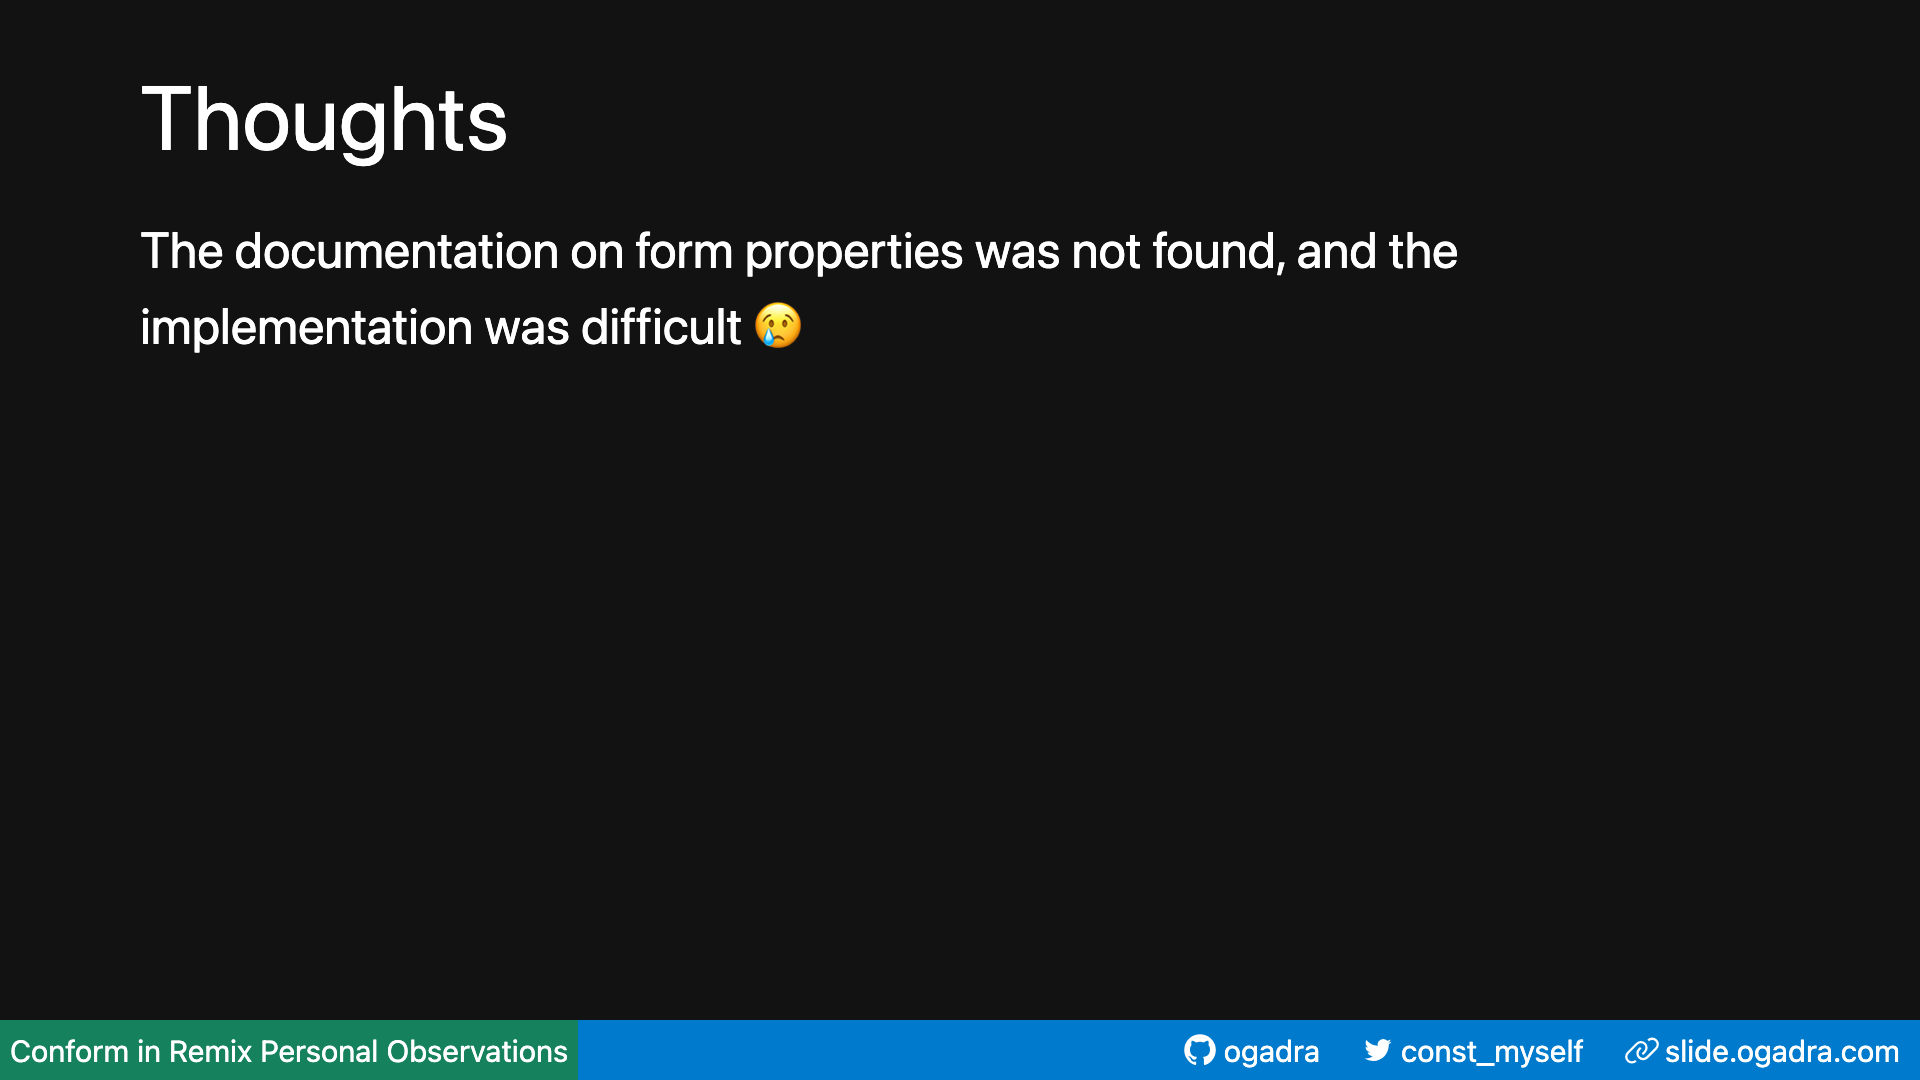 Thoughts
The documentation on form properties was not found, and the
implementation was difficult 😢
Conform in Remix Personal Observations
ogadra
const_myself
slide.ogadra.com